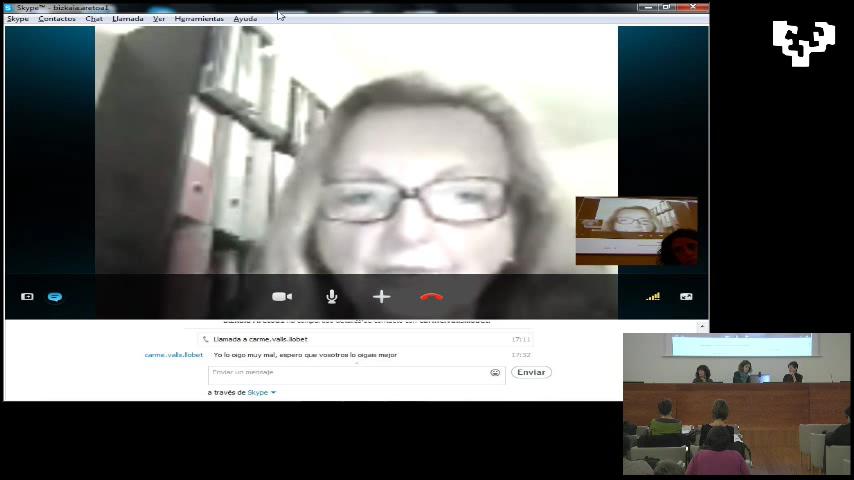 Skype™ - bizkaia.aretoa1
Skype Contactos Chat Llamada Ver Herramientas Ayuda
Llamada a carme.valls.llobet 17:11
carme.valls.llobet Yo lo oigo muy mal, espero que vosotros lo oigais mejor 17:32
Enviar un mensaje
Enviar
a través de Skype